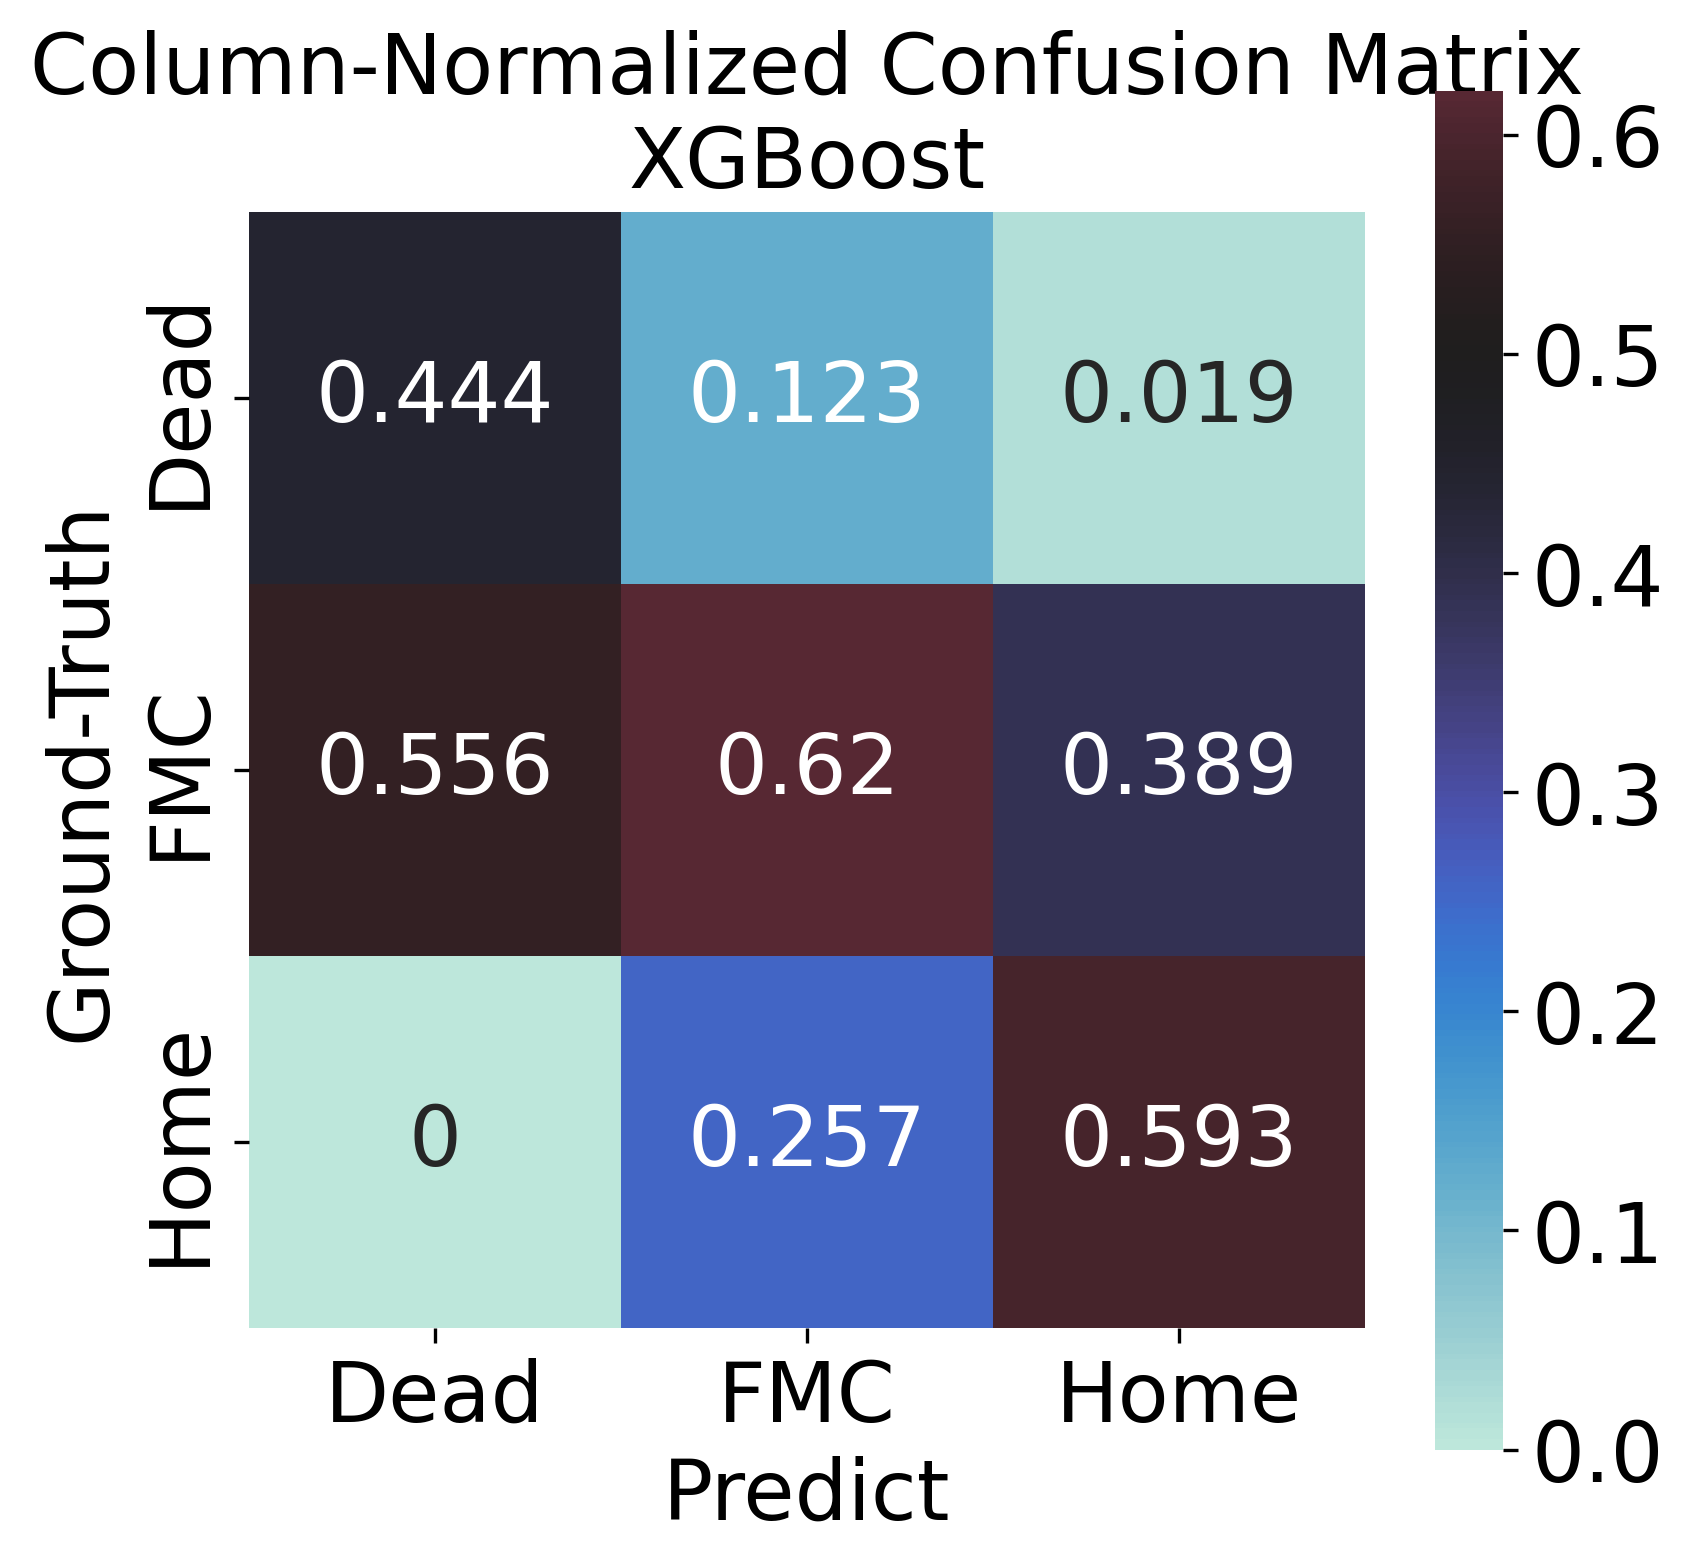 Column-Normalized Confusion Matrix
XGBoost
Ground-Truth
Dead
0.444 0.123 0.019
FMC
0.556 0.62 0.389
Home
0 0.257 0.593
Dead FMC Home
Predict
0.6
0.5
0.4
0.3
0.2
0.1
0.0